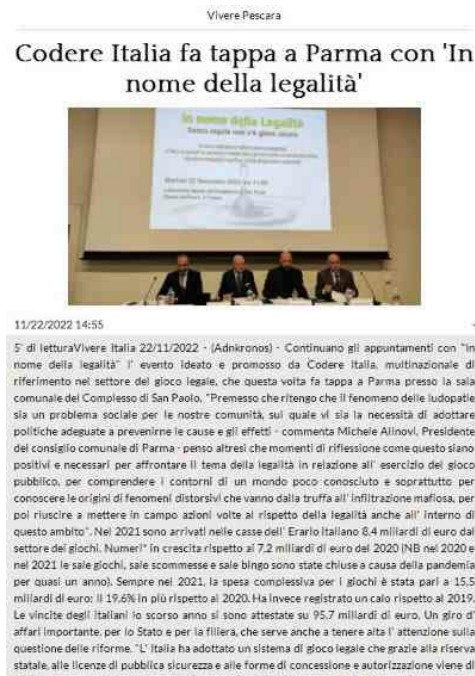 Vivere Pescara
Codere Italia fa tappa a Parma con 'In
nome della legalità'
In nome della Legalità
Senza regole non c'è gioco sicuro
11/22/2022 14:55
5' di letturaVivere Italia 22/11/2022 - (Adnkronos) - Continuano gli appuntamenti con "in
nome della legalità" l' evento ideato e promosso da Codere Italia, multinazionale di
riferimento nel settore del gioco legale, che questa volta fa tappa a Parma presso la sala
comunale del Complesso di San Paolo. "Premesso che ritengo che il fenomeno delle ludopatie
sia un problema sociale per le nostre comunità, sul quale vi sia la necessità di adottare
politiche adeguate a prevenirne le cause e gli effetti - commenta Michele Alinovi, Presidente
del consiglio comunale di Parma - penso altresì che momenti di riflessione come questo siano
positivi e necessari per affrontare il tema della legalità in relazione all' esercizio del gioco
pubblico, per comprendere i contorni di un mondo poco conosciuto e soprattutto per
conoscere le origini di fenomeni distorsivi che vanno dalla truffa all' infiltrazione mafiosa, per
poi riuscire a mettere in campo azioni volte al rispetto della legalità anche all' interno di
questo ambito". Nel 2021 sono arrivati nelle casse dell' Erario italiano 8,4 miliardi di euro dal
settore dei giochi. Numeri* in crescita rispetto ai 7,2 miliardi di euro del 2020 (NB nel 2020 e
nel 2021 le sale giochi, sale scommesse e sale bingo sono state chiuse a causa della pandemia
per quasi un anno). Sempre nel 2021, la spesa complessiva per i giochi è stata pari a 15,5
miliardi di euro: il 19,6% in più rispetto al 2020. Ha invece registrato un calo rispetto al 2019.
Le vincite degli italiani lo scorso anno si sono attestate su 95,7 miliardi di euro. Un giro d'
affari importante, per lo Stato e per la filiera, che serve anche a tenere alta l' attenzione sulla
questione delle riforme. "L' Italia ha adottato un sistema di gioco legale che grazie alla riserva
statale, alle licenze di pubblica sicurezza e alle forme di concessione e autorizzazione viene di